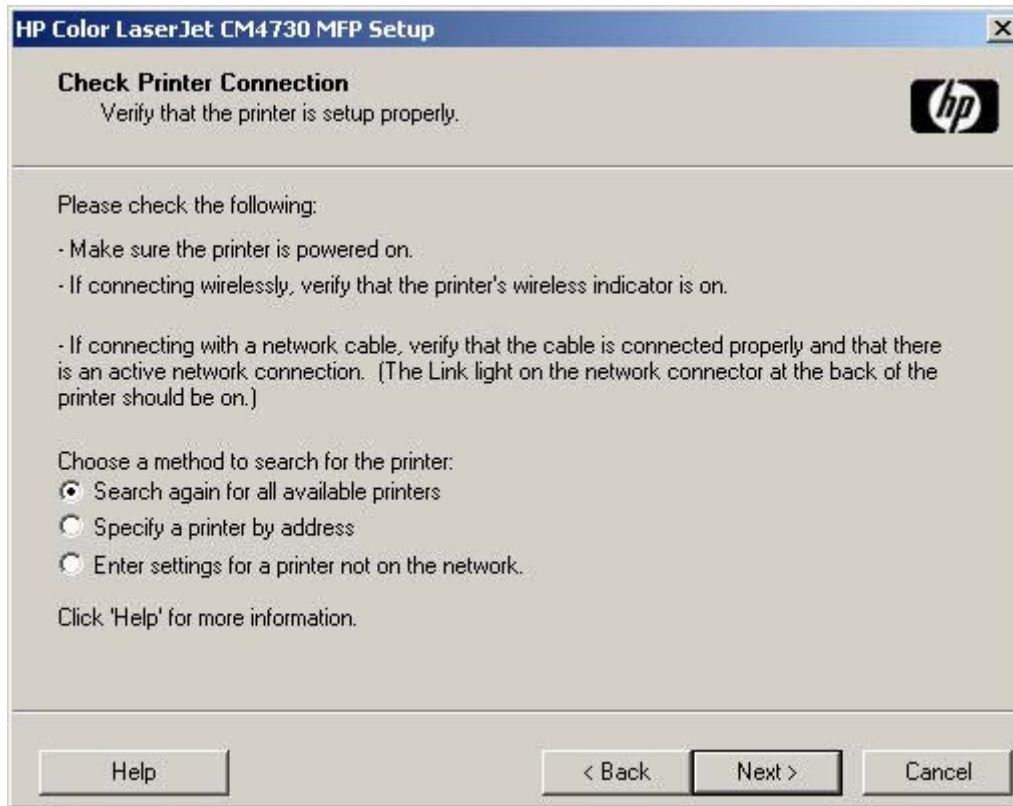 HP Color LaserJet CM4730 MFP Setup
Check Printer Connection
Verify that the printer is setup properly.
hp
Please check the following:
- Make sure the printer is powered on.
- If connecting wirelessly, verify that the printer's wireless indicator is on.
- If connecting with a network cable, verify that the cable is connected properly and that there
is an active network connection. (The Link light on the network connector at the back of the
printer should be on.)
Choose a method to search for the printer:
Search again for all available printers
Specify a printer by address
Enter settings for a printer not on the network.
Click 'Help' for more information.
Help
< Back
Next >
Cancel